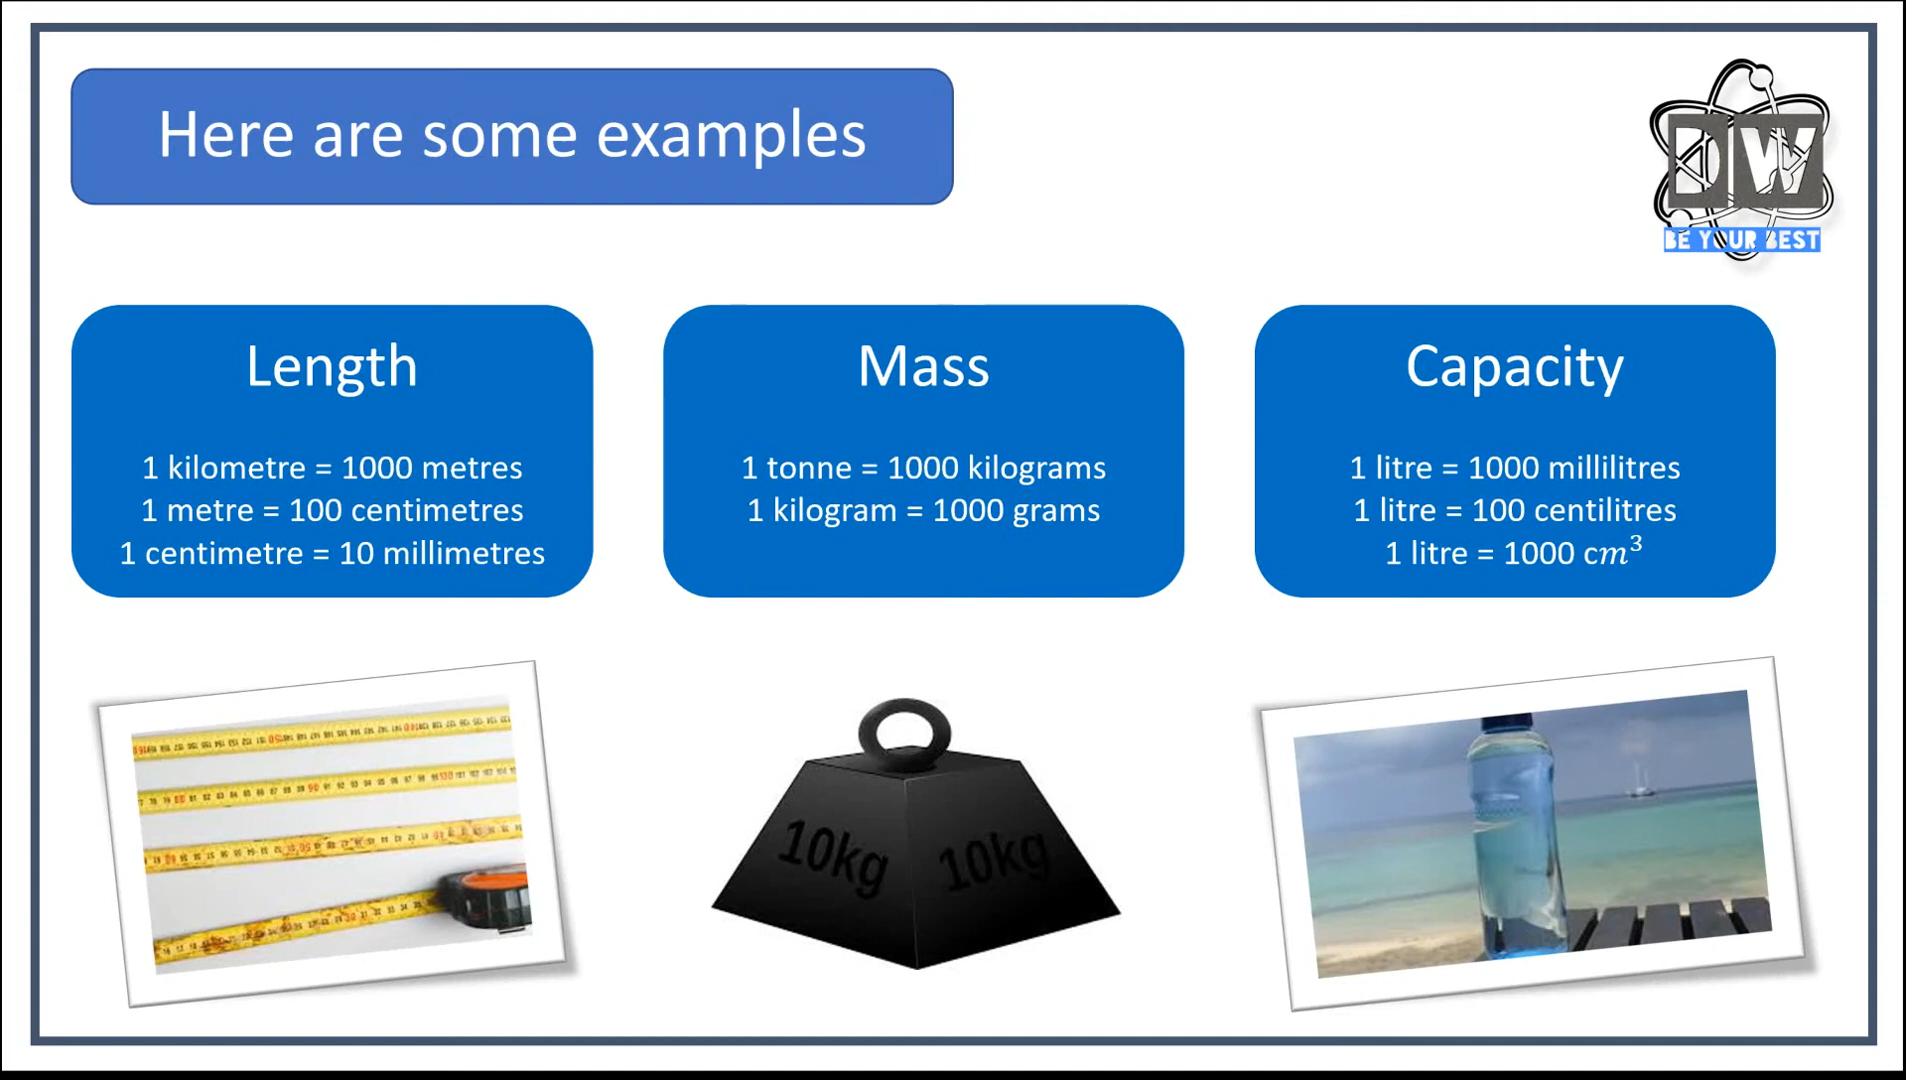 Here are some examples
DW
BE YOUR BEST
Length
1 kilometre = 1000 metres
1 metre = 100 centimetres
1 centimetre = 10 millimetres
Mass
1 tonne = 1000 kilograms
1 kilogram = 1000 grams
Capacity
1 litre = 1000 millilitres
1 litre = 100 centilitres
1 litre = 1000 cm³
10kg 10kg